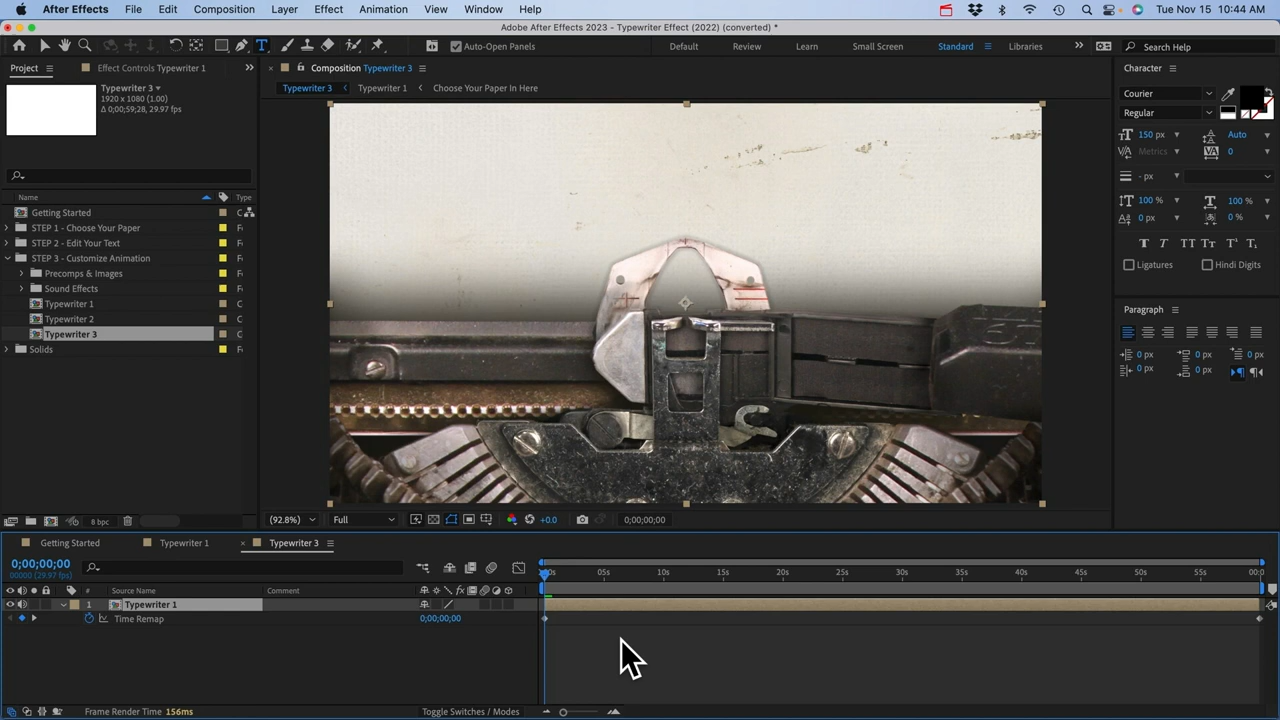 After Effects File Edit Composition Layer Effect Animation View Window Help Tue Nov 15 10:44 AM
Adobe After Effects 2023 - Typewriter Effect (2022) (converted) *
Auto-Open Panels Default Review Learn Small Screen Standard Libraries Search Help
Project Effect Controls Typewriter 1 Composition Typewriter 3 Character
Typewriter 3 Typewriter 1 Choose Your Paper In Here
Typewriter 3
1920 x 1080 (1.00)
Δ 0;00;59;28, 29.97 fps)
Courier
Regular
150 px Auto
Metrics 0
- px
100 % 100 %
0 px 0 %
Ligatures Hindi Digits
Paragraph
0 px 0 px 0 px
0 px 0 px
Name Type
Getting Started
STEP 1 - Choose Your Paper
STEP 2 - Edit Your Text
STEP 3 - Customize Animation
Precomps & Images
Sound Effects
Typewriter 1
Typewriter 2
Typewriter 3
Solids
8 bpc (92.8%) Full +0.0 0;00;00;00
Getting Started Typewriter 1 Typewriter 3
0;00;00;00
00000 (29.97 fps)
05s 10s 15s 20s 25s 30s 35s 40s 45s 50s 55s 00:0
# Source Name Comment
1 Typewriter 1
Time Remap 0;00;00;00
Frame Render Time 156ms Toggle Switches / Modes